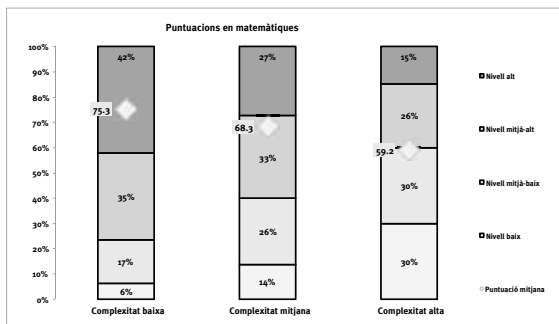 Puntuacions en matemàtiques
100%
90%
80%
70%
60%
50%
40%
30%
20%
10%
0%
42%
35%
17%
6%
75.3
27%
33%
26%
14%
68.3
15%
26%
30%
30%
59.2
Complexitat baixa
Complexitat mitjana
Complexitat alta
Nivell alt
Nivell mitjà-alt
Nivell mitjà-baix
Nivell baix
Puntuació mitjana